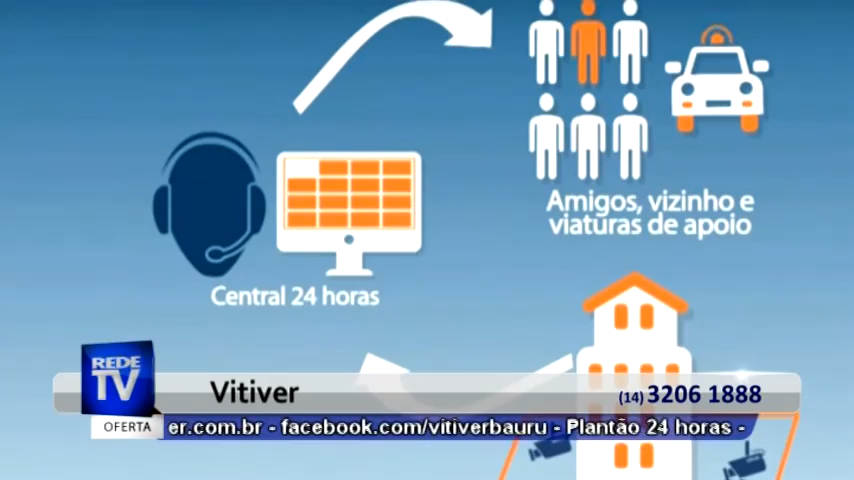 Amigos, vizinho e
viaturas de apoio
Central 24 horas
REDE
TV
Vitiver
(14) 3206 1888
OFERTA
er.com.br - facebook.com/vitiverbauru - Plantão 24 horas -